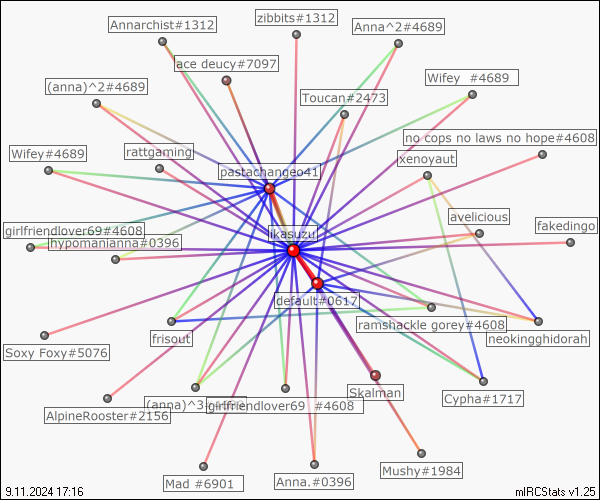 zibbits#1312
Annarchist#1312
Anna^2#4689
ace deucy#7097
Wifey  #4689
(anna)^2#4689
Toucan#2473
no cops no laws no hope#4608
Wifey#4689
rattgaming
xenoyaut
pastachangeo41
avelicious
fakedingo
girlfriendlover69#4608
ikasuzu
hypomanianna#0396
default#0617
ramshackle gorey#4608
frisout
neokingghidorah
Soxy Foxy#5076
Skalman
Cypha#1717
AlpineRooster#2156
(anna)^3
girlfriendlover69  #4608
Mushy#1984
Mad #6901
Anna.#0396
9.11.2024 17:16
mIRCStats v1.25